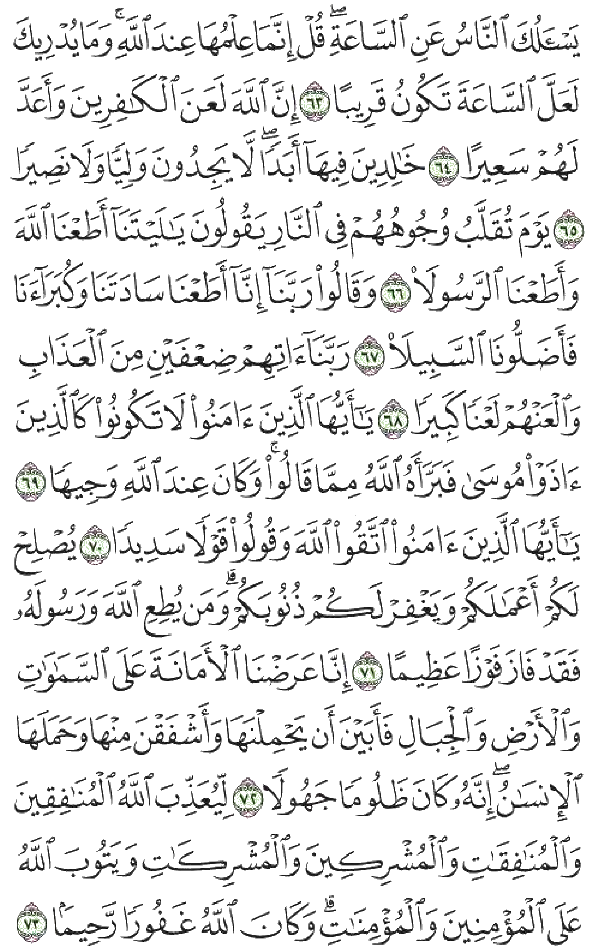 يَسْـَٔلُكَ ٱلنَّاسُ عَنِ ٱلسَّاعَةِۖ قُلْ إِنَّمَا عِلْمُهَا عِندَ ٱللَّهِۚ وَمَا يُدْرِيكَ
لَعَلَّ ٱلسَّاعَةَ تَكُونُ قَرِيبًا ٦٣ إِنَّ ٱللَّهَ لَعَنَ ٱلْكَٰفِرِينَ وَأَعَدَّ
لَهُمْ سَعِيرًا ٦٤ خَٰلِدِينَ فِيهَآ أَبَدًاۖ لَّا يَجِدُونَ وَلِيًّا وَلَا نَصِيرًا
٦٥ يَوْمَ تُقَلَّبُ وُجُوهُهُمْ فِى ٱلنَّارِ يَقُولُونَ يَٰلَيْتَنَآ أَطَعْنَا ٱللَّهَ
وَأَطَعْنَا ٱلرَّسُولَا۠ ٦٦ وَقَالُوا۟ رَبَّنَآ إِنَّآ أَطَعْنَا سَادَتَنَا وَكُبَرَآءَنَا
فَأَضَلُّونَا ٱلسَّبِيلَا۠ ٦٧ رَبَّنَآ ءَاتِهِمْ ضِعْفَيْنِ مِنَ ٱلْعَذَابِ
وَٱلْعَنْهُمْ لَعْنًا كَبِيرًا ٦٨ يَٰٓأَيُّهَا ٱلَّذِينَ ءَامَنُوا۟ لَا تَكُونُوا۟ كَٱلَّذِينَ
ءَاذَوْا۟ مُوسَىٰ فَبَرَّأَهُ ٱللَّهُ مِمَّا قَالُوا۟ۚ وَكَانَ عِندَ ٱللَّهِ وَجِيهًا ٦٩
يَٰٓأَيُّهَا ٱلَّذِينَ ءَامَنُوا۟ ٱتَّقُوا۟ ٱللَّهَ وَقُولُوا۟ قَوْلًا سَدِيدًا ٧٠ يُصْلِحْ
لَكُمْ أَعْمَٰلَكُمْ وَيَغْفِرْ لَكُمْ ذُنُوبَكُمْۗ وَمَن يُطِعِ ٱللَّهَ وَرَسُولَهُۥ
فَقَدْ فَازَ فَوْزًا عَظِيمًا ٧١ إِنَّا عَرَضْنَا ٱلْأَمَانَةَ عَلَى ٱلسَّمَٰوَٰتِ
وَٱلْأَرْضِ وَٱلْجِبَالِ فَأَبَيْنَ أَن يَحْمِلْنَهَا وَأَشْفَقْنَ مِنْهَا وَحَمَلَهَا
ٱلْإِنسَٰنُۖ إِنَّهُۥ كَانَ ظَلُومًا جَهُولًا ٧٢ لِّيُعَذِّبَ ٱللَّهُ ٱلْمُنَٰفِقِينَ
وَٱلْمُنَٰفِقَٰتِ وَٱلْمُشْرِكِينَ وَٱلْمُشْرِكَٰتِ وَيَتُوبَ ٱللَّهُ
عَلَى ٱلْمُؤْمِنِينَ وَٱلْمُؤْمِنَٰتِۗ وَكَانَ ٱللَّهُ غَفُورًا رَّحِيمًۢا ٧٣